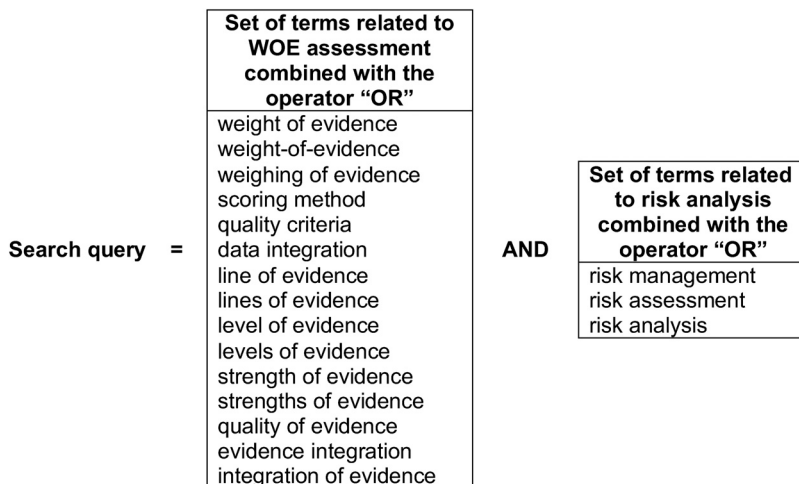 Search query =
Set of terms related to
WOE assessment
combined with the
operator “OR”
weight of evidence
weight-of-evidence
weighing of evidence
scoring method
quality criteria
data integration
line of evidence
lines of evidence
level of evidence
levels of evidence
strength of evidence
strengths of evidence
quality of evidence
evidence integration
integration of evidence
AND
Set of terms related
to risk analysis
combined with the
operator “OR”
risk management
risk assessment
risk analysis